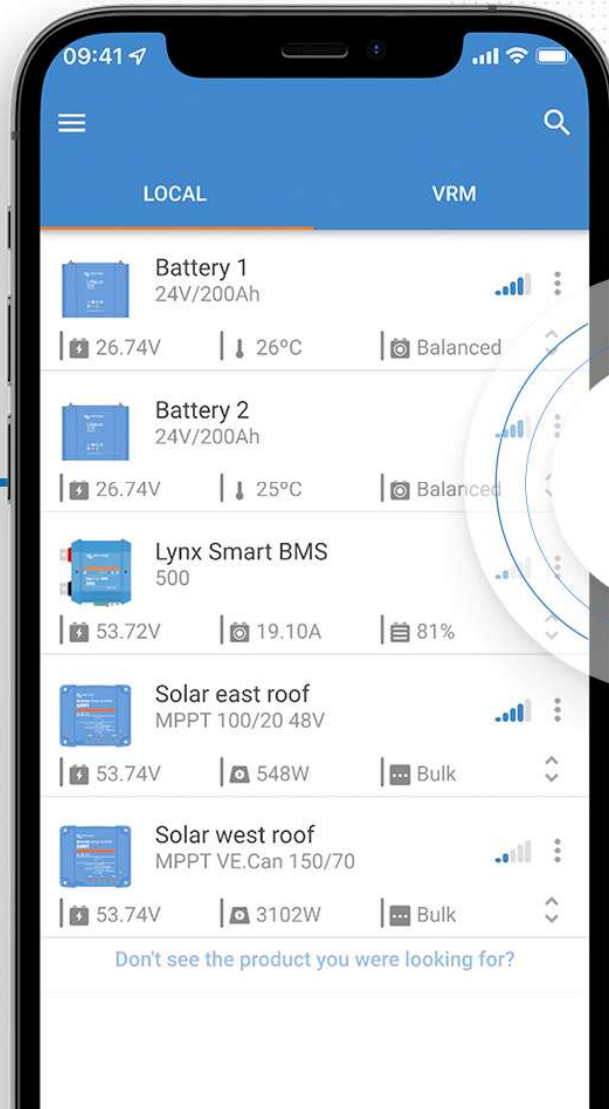 09:41
LOCAL VRM
Battery 1
24V/200Ah
26.74V 26ºC Balanced
Battery 2
24V/200Ah
26.74V 25ºC Balanced
Lynx Smart BMS
500
53.72V 19.10A 81%
Solar east roof
MPPT 100/20 48V
53.74V 548W Bulk
Solar west roof
MPPT VE.Can 150/70
53.74V 3102W Bulk
Don't see the product you were looking for?